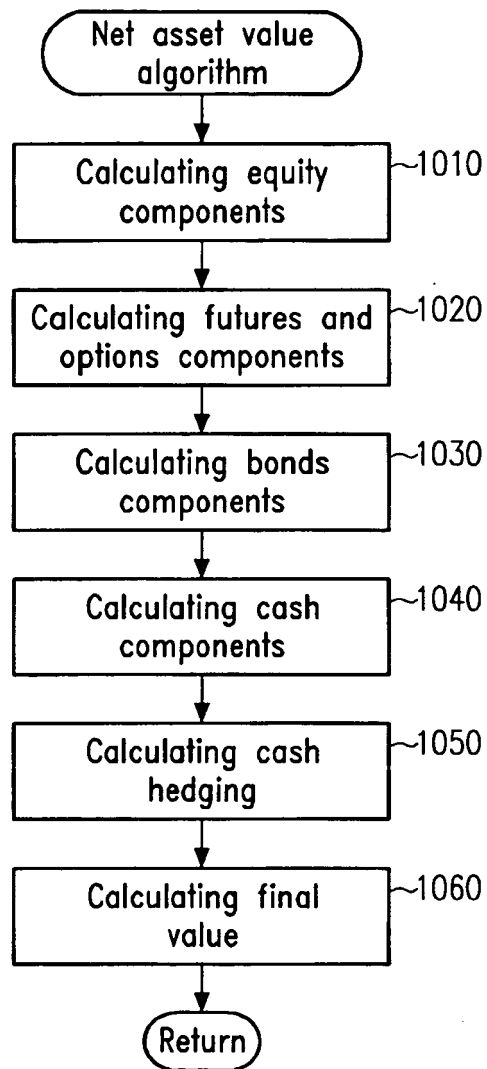 Net asset value
algorithm
Calculating equity
components
1010
Calculating futures and
options components
1020
Calculating bonds
components
1030
Calculating cash
components
1040
Calculating cash
hedging
1050
Calculating final
value
1060
Return